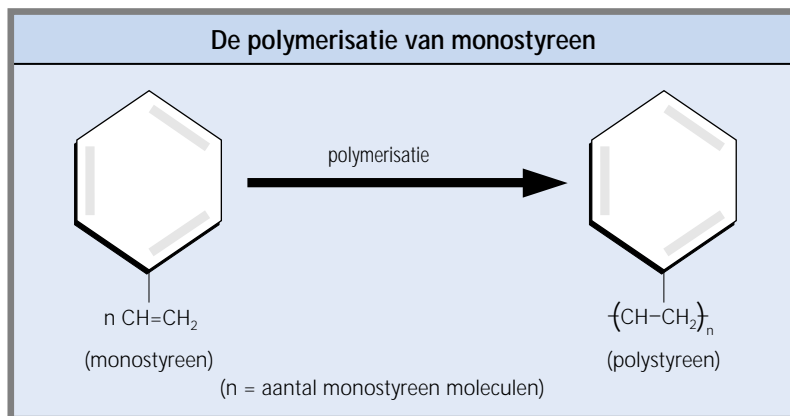 De polymerisatie van monostyreen
polymerisatie
n CH=CH₂
(CH–CH₂)n
(monostyreen)
(polystyreen)
(n = aantal monostyreen moleculen)